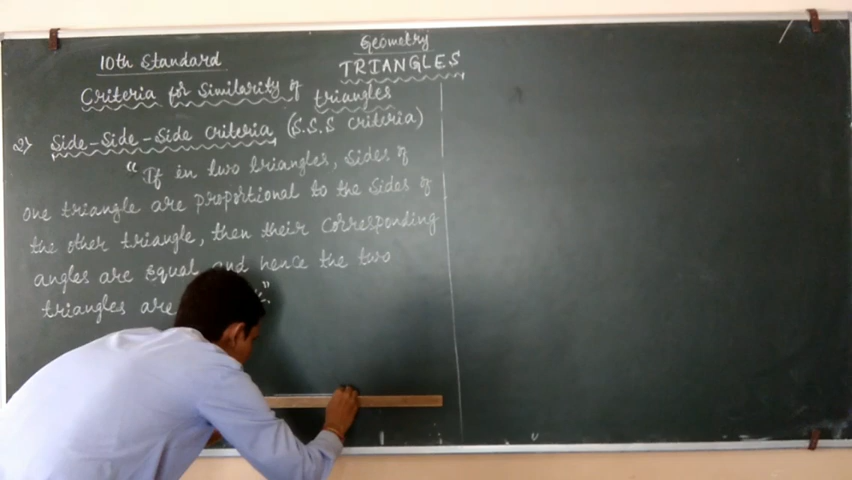 Geometry
10th Standard
TRIANGLES
Criteria for Similarity of triangles
2) Side-Side-Side Criteria (S.S.S Criteria)
"If in two triangles, Sides of
one triangle are proportional to the Sides of
the other triangle, then their Corresponding
angles are Equal and hence the two
triangles are